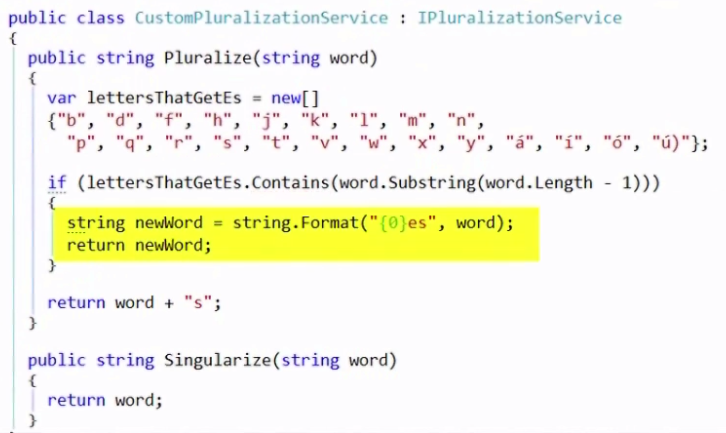 public class CustomPluralizationService : IPluralizationService
{
public string Pluralize(string word)
{
var lettersThatGetEs = new[]
{"b", "d", "f", "h", "j", "k", "l", "m", "n",
"p", "q", "r", "s", "t", "v", "w", "x", "y", "á", "í", "ó", "ú)"};
if (lettersThatGetEs.Contains(word.Substring(word.Length - 1)))
{
string newWord = string.Format("{0}es", word);
return newWord;
}
return word + "s";
}
public string Singularize(string word)
{
return word;
}